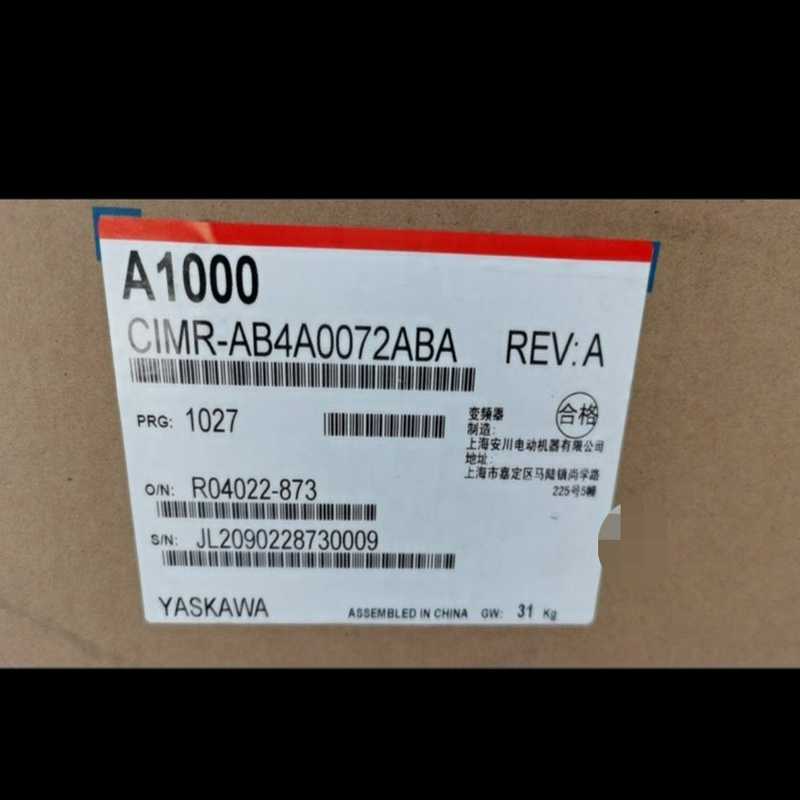 A1000
CIMR-AB4A0072ABA REV: A
PRG: 1027
变频器 合格
制造:
上海安川电动机器有限公司
地址:
上海市嘉定区马陆镇尚学路
225号5幢
O/N: R04022-873
S/N: JL2090228730009
YASKAWA ASSEMBLED IN CHINA GW: 31 Kg